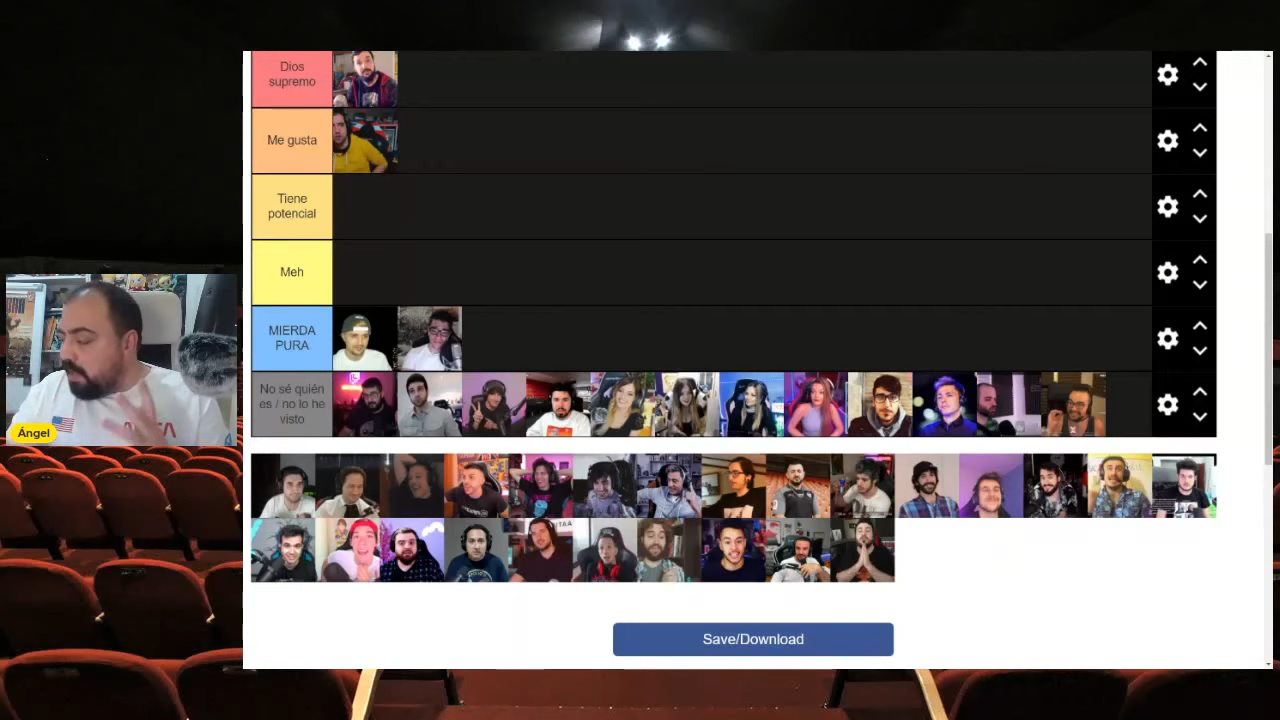 Dios
supremo
Me gusta
Tiene
potencial
Meh
MIERDA
PURA
No sé quién
es / no lo he
visto
Ángel
Save/Download